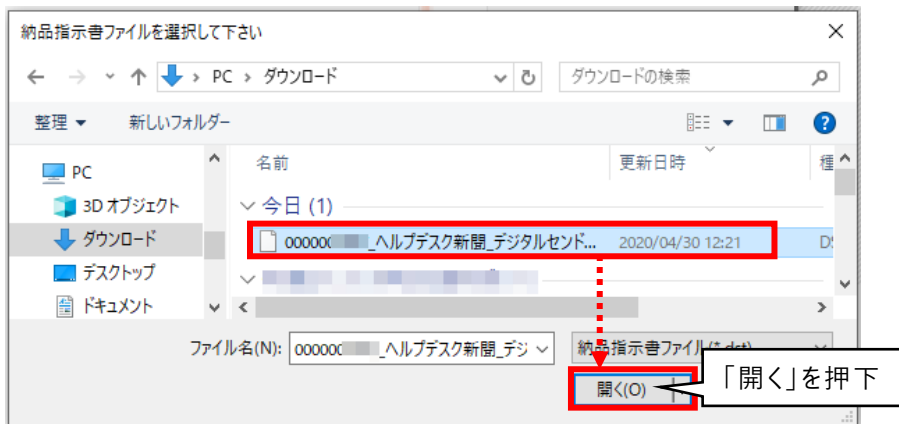 納品指示書ファイルを選択して下さい
PC › ダウンロード
ダウンロードの検索
整理
新しいフォルダー
名前
更新日時
種
PC
今日 (1)
3D オブジェクト
ダウンロード
000000 _ヘルプデスク新聞_デジタルセンド...
2020/04/30 12:21
デスクトップ
ドキュメント
ファイル名(N):
000000 _ヘルプデスク新聞_デジ
納品指示書ファイル(*.dst)
開く(O)
「開く」を押下